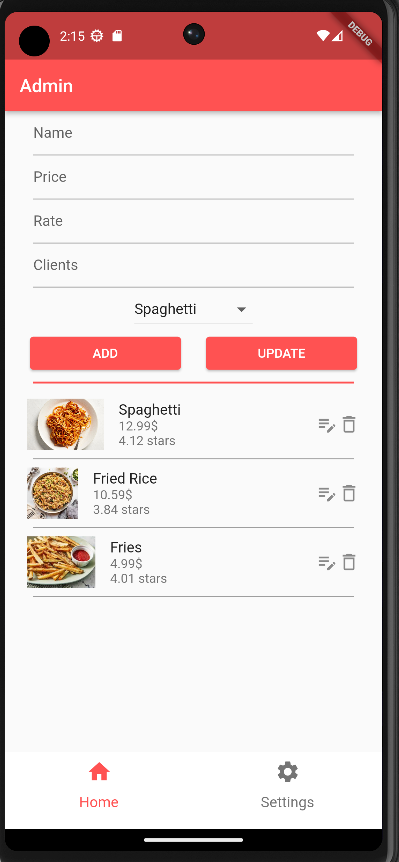 2:15
DEBUG
Admin
Name
Price
Rate
Clients
Spaghetti
ADD UPDATE
Spaghetti
12.99$
4.12 stars
Fried Rice
10.59$
3.84 stars
Fries
4.99$
4.01 stars
Home Settings